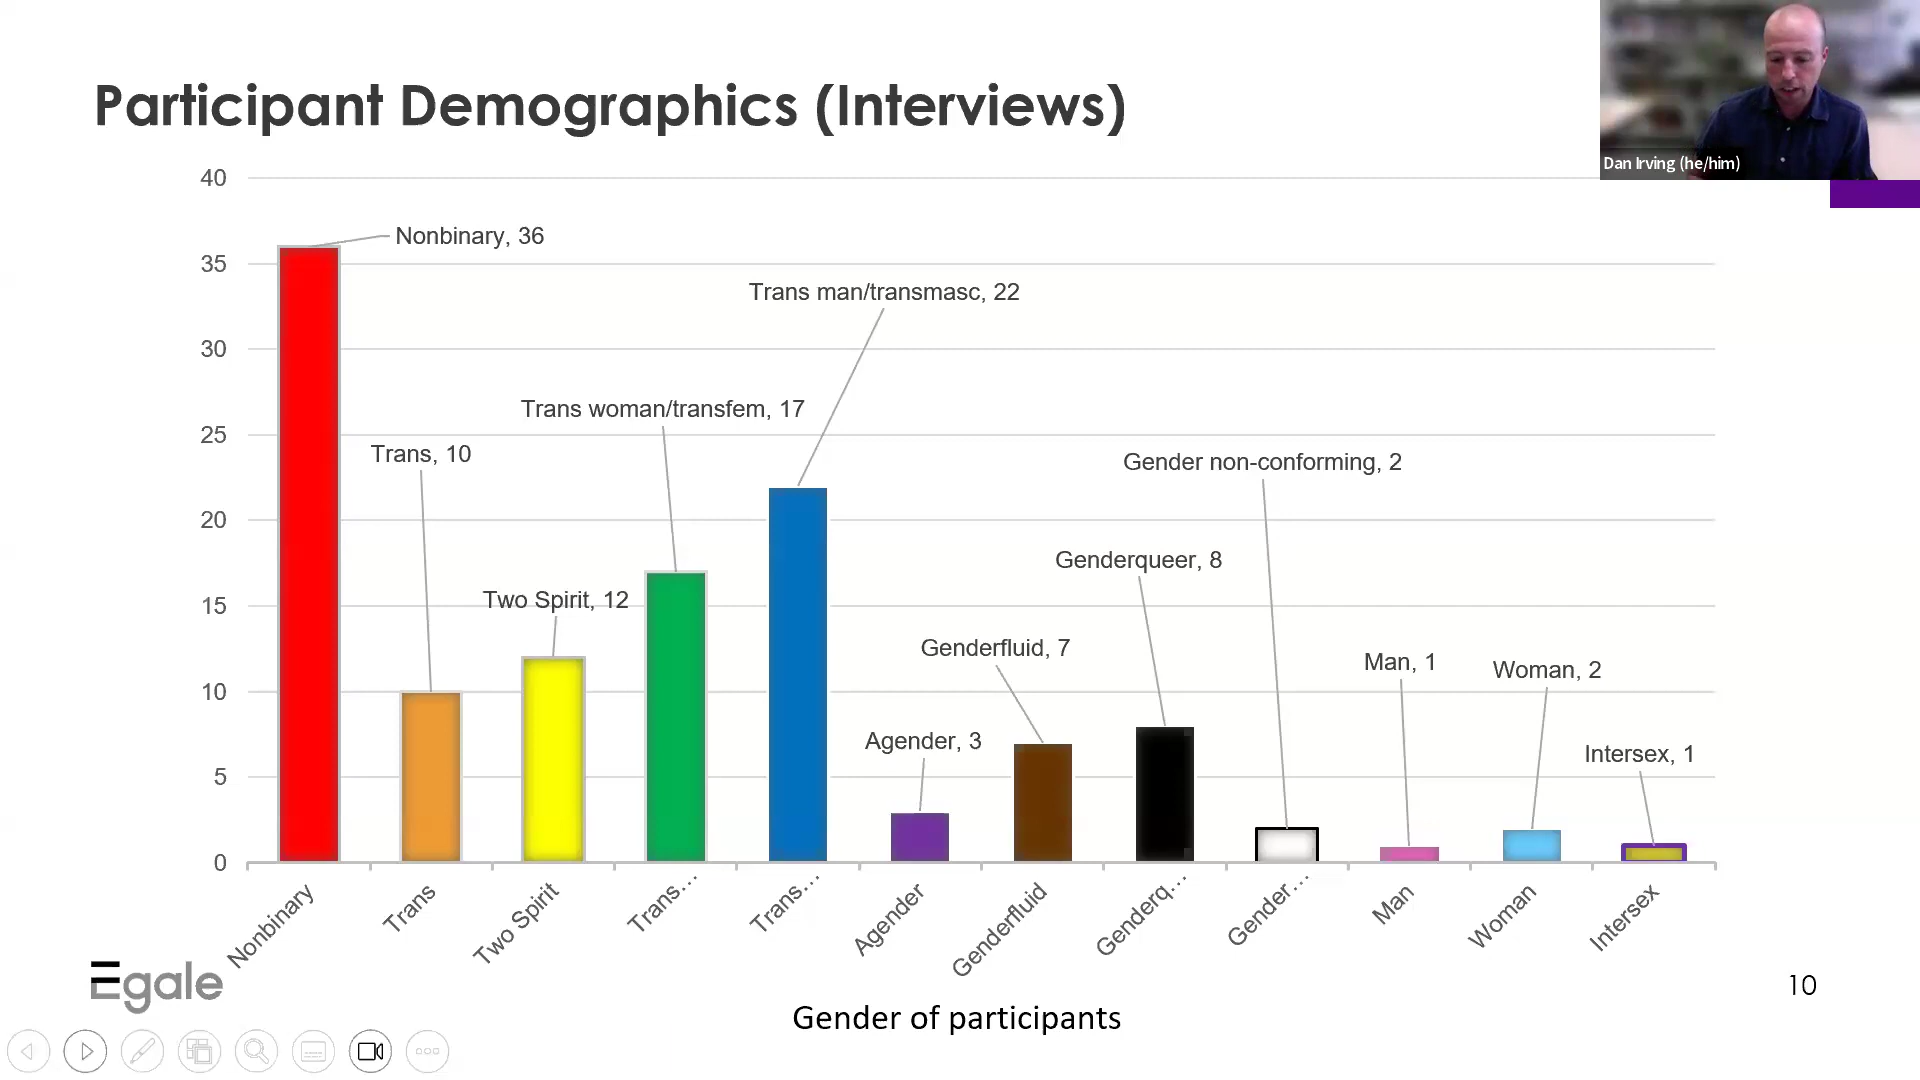 Participant Demographics (Interviews)
Dan Irving (he/him)
40
35
30
25
20
15
10
5
0
Nonbinary, 36
Trans man/transmasc, 22
Trans woman/transfem, 17
Trans, 10
Gender non-conforming, 2
Genderqueer, 8
Two Spirit, 12
Genderfluid, 7
Man, 1
Woman, 2
Agender, 3
Intersex, 1
Nonbinary
Trans
Two Spirit
Trans...
Trans...
Agender
Genderfluid
Genderq...
Gender...
Man
Woman
Intersex
Egale
10
Gender of participants